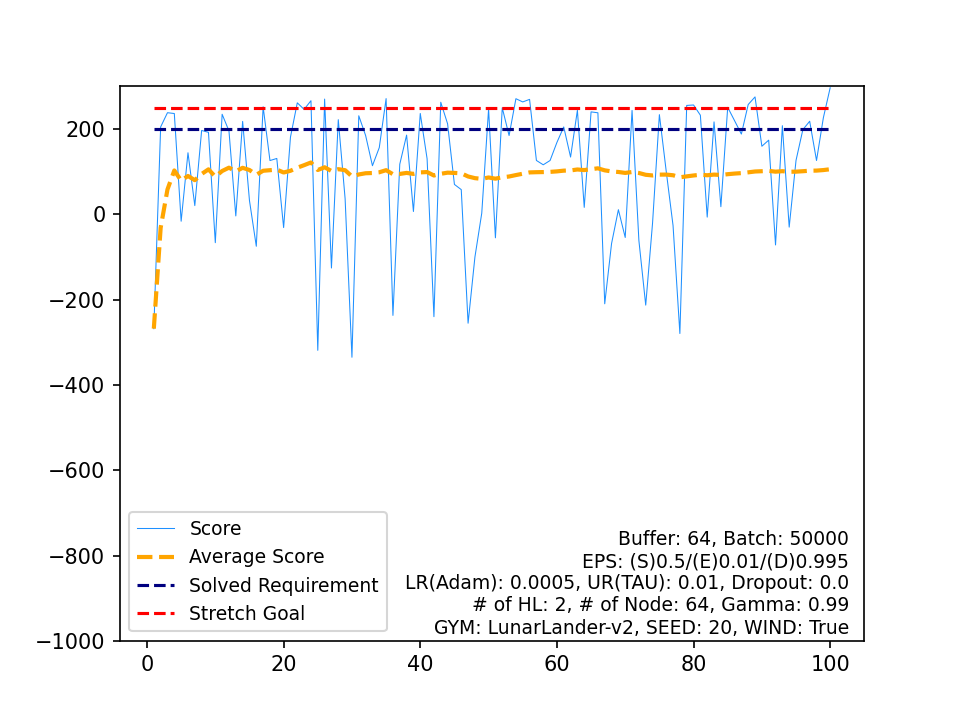 200
0
−200
−400
−600
−800
−1000
0
20
40
60
80
100
Score
Average Score
Solved Requirement
Stretch Goal
Buffer: 64, Batch: 50000
EPS: (S)0.5/(E)0.01/(D)0.995
LR(Adam): 0.0005, UR(TAU): 0.01, Dropout: 0.0
# of HL: 2, # of Node: 64, Gamma: 0.99
GYM: LunarLander-v2, SEED: 20, WIND: True